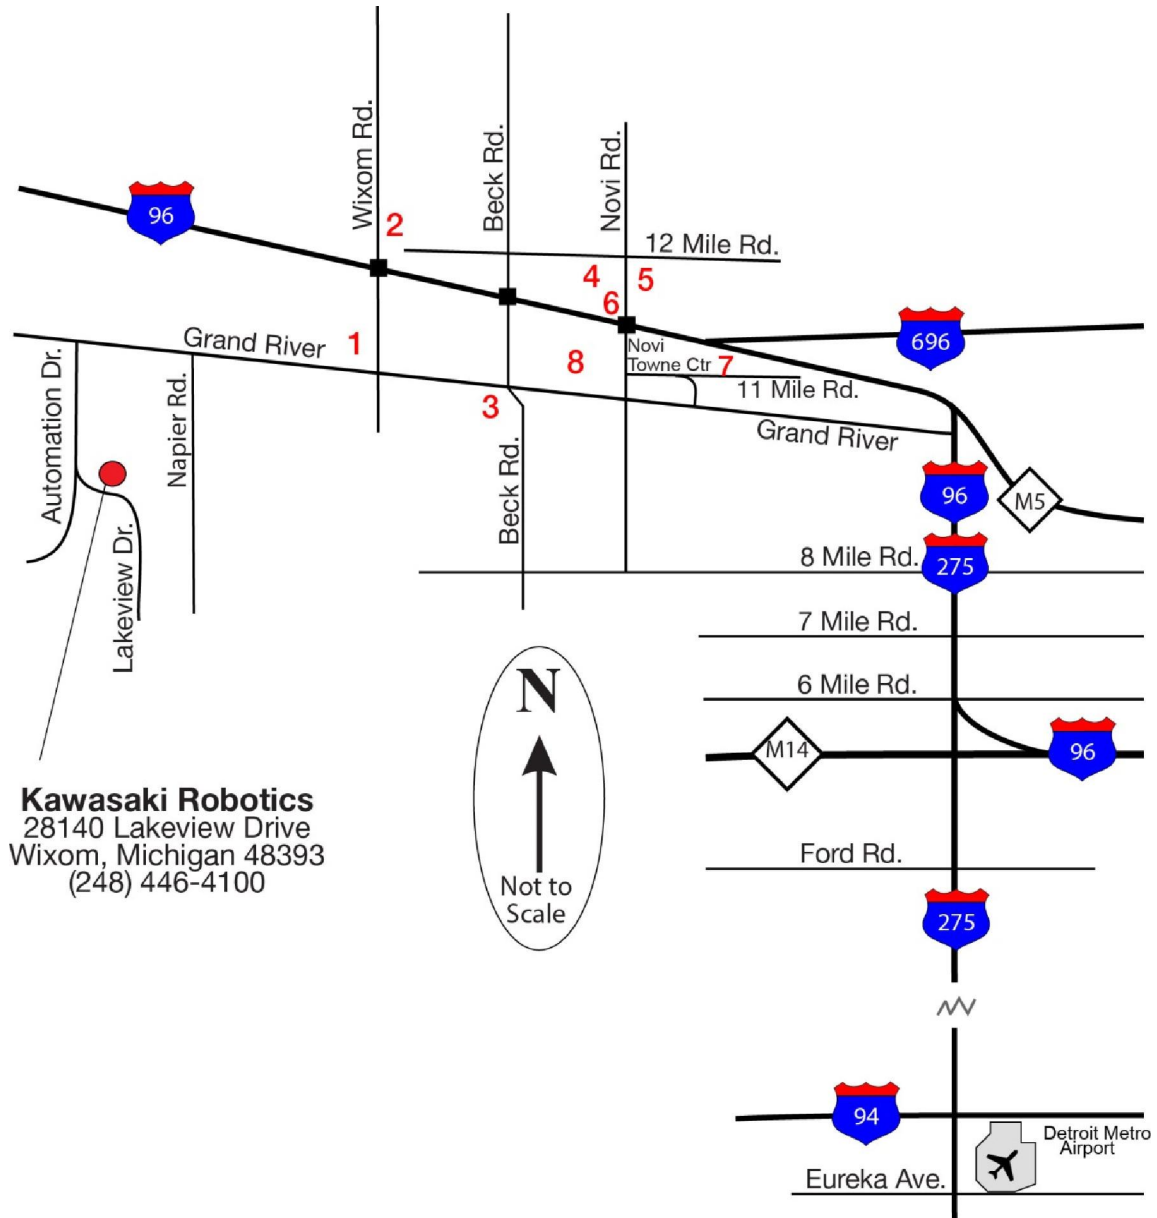 Wixom Rd.
Beck Rd.
Novi Rd.
96
2
12 Mile Rd.
4
5
6
696
Grand River
1
8
Novi
Towne Ctr
7
11 Mile Rd.
3
Grand River
Automation Dr.
Napier Rd.
Beck Rd.
Lakeview Dr.
96
M5
8 Mile Rd.
275
7 Mile Rd.
6 Mile Rd.
M14
96
N
Not to
Scale
Kawasaki Robotics
28140 Lakeview Drive
Wixom, Michigan 48393
(248) 446-4100
Ford Rd.
275
94
Detroit Metro
Airport
Eureka Ave.